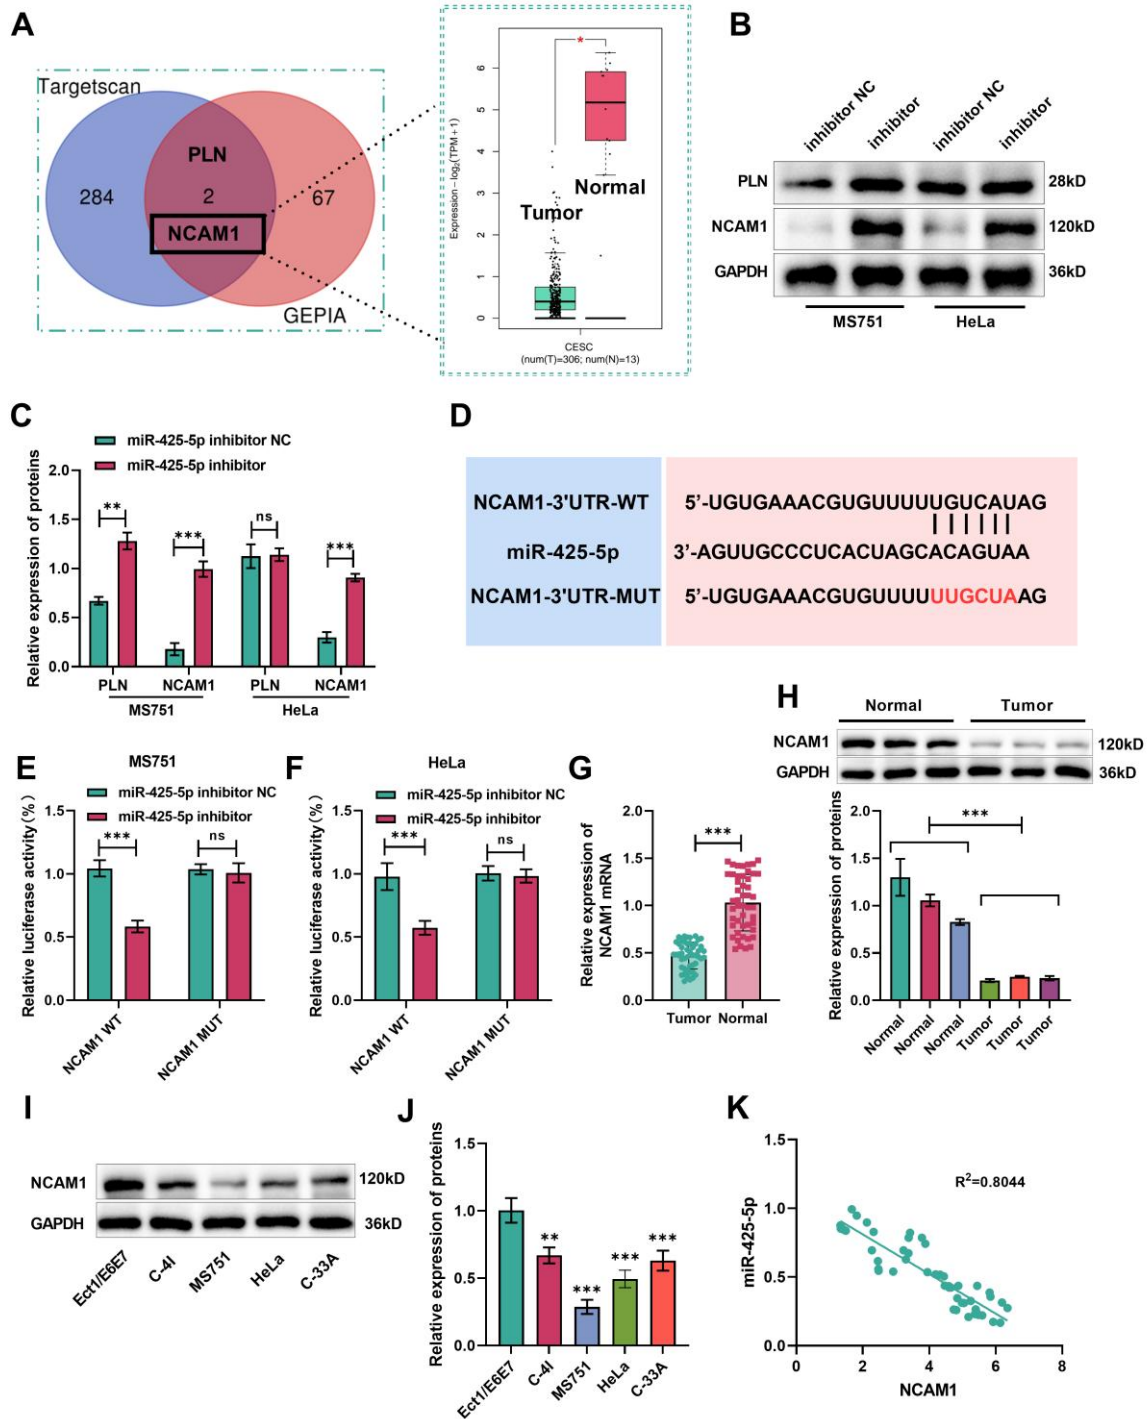 A
Targetscan
PLN
284
2
67
NCAM1
GEPIA
Expression − log₂(TPM + 1)
6
5
4
3
2
1
0
*
Normal
Tumor
CESC
(num(T)=306; num(N)=13)
B
inhibitor NC
inhibitor
inhibitor NC
inhibitor
PLN
28kD
NCAM1
120kD
GAPDH
36kD
MS751
HeLa
C
miR-425-5p inhibitor NC
miR-425-5p inhibitor
Relative expression of proteins
2.0
1.5
1.0
0.5
0.0
**
***
ns
***
PLN
NCAM1
PLN
NCAM1
MS751
HeLa
D
NCAM1-3'UTR-WT
5'-UGUGAAACGUGUUUUUGUCAUAG
miR-425-5p
3'-AGUUGCCCUCACUAGCACAGUAA
NCAM1-3'UTR-MUT
5'-UGUGAAACGUGUUUUUUGCUAAG
E
MS751
miR-425-5p inhibitor NC
miR-425-5p inhibitor
Relative luciferase activity(%)
1.5
1.0
0.5
0.0
***
ns
NCAM1 WT
NCAM1 MUT
F
HeLa
miR-425-5p inhibitor NC
miR-425-5p inhibitor
Relative luciferase activity(%)
1.5
1.0
0.5
0.0
***
ns
NCAM1 WT
NCAM1 MUT
G
Relative expression of
NCAM1 mRNA
2.0
1.5
1.0
0.5
0.0
***
Tumor
Normal
H
Normal
Tumor
NCAM1
120kD
GAPDH
36kD
Relative expression of proteins
2.0
1.5
1.0
0.5
0.0
***
Normal
Normal
Normal
Tumor
Tumor
Tumor
I
NCAM1
120kD
GAPDH
36kD
Ect1/E6E7
C-4I
MS751
HeLa
C-33A
J
Relative expression of proteins
1.5
1.0
0.5
0.0
**
***
***
***
Ect1/E6E7
C-4I
MS751
HeLa
C-33A
K
miR-425-5p
1.5
1.0
0.5
0.0
R²=0.8044
0
2
4
6
8
NCAM1